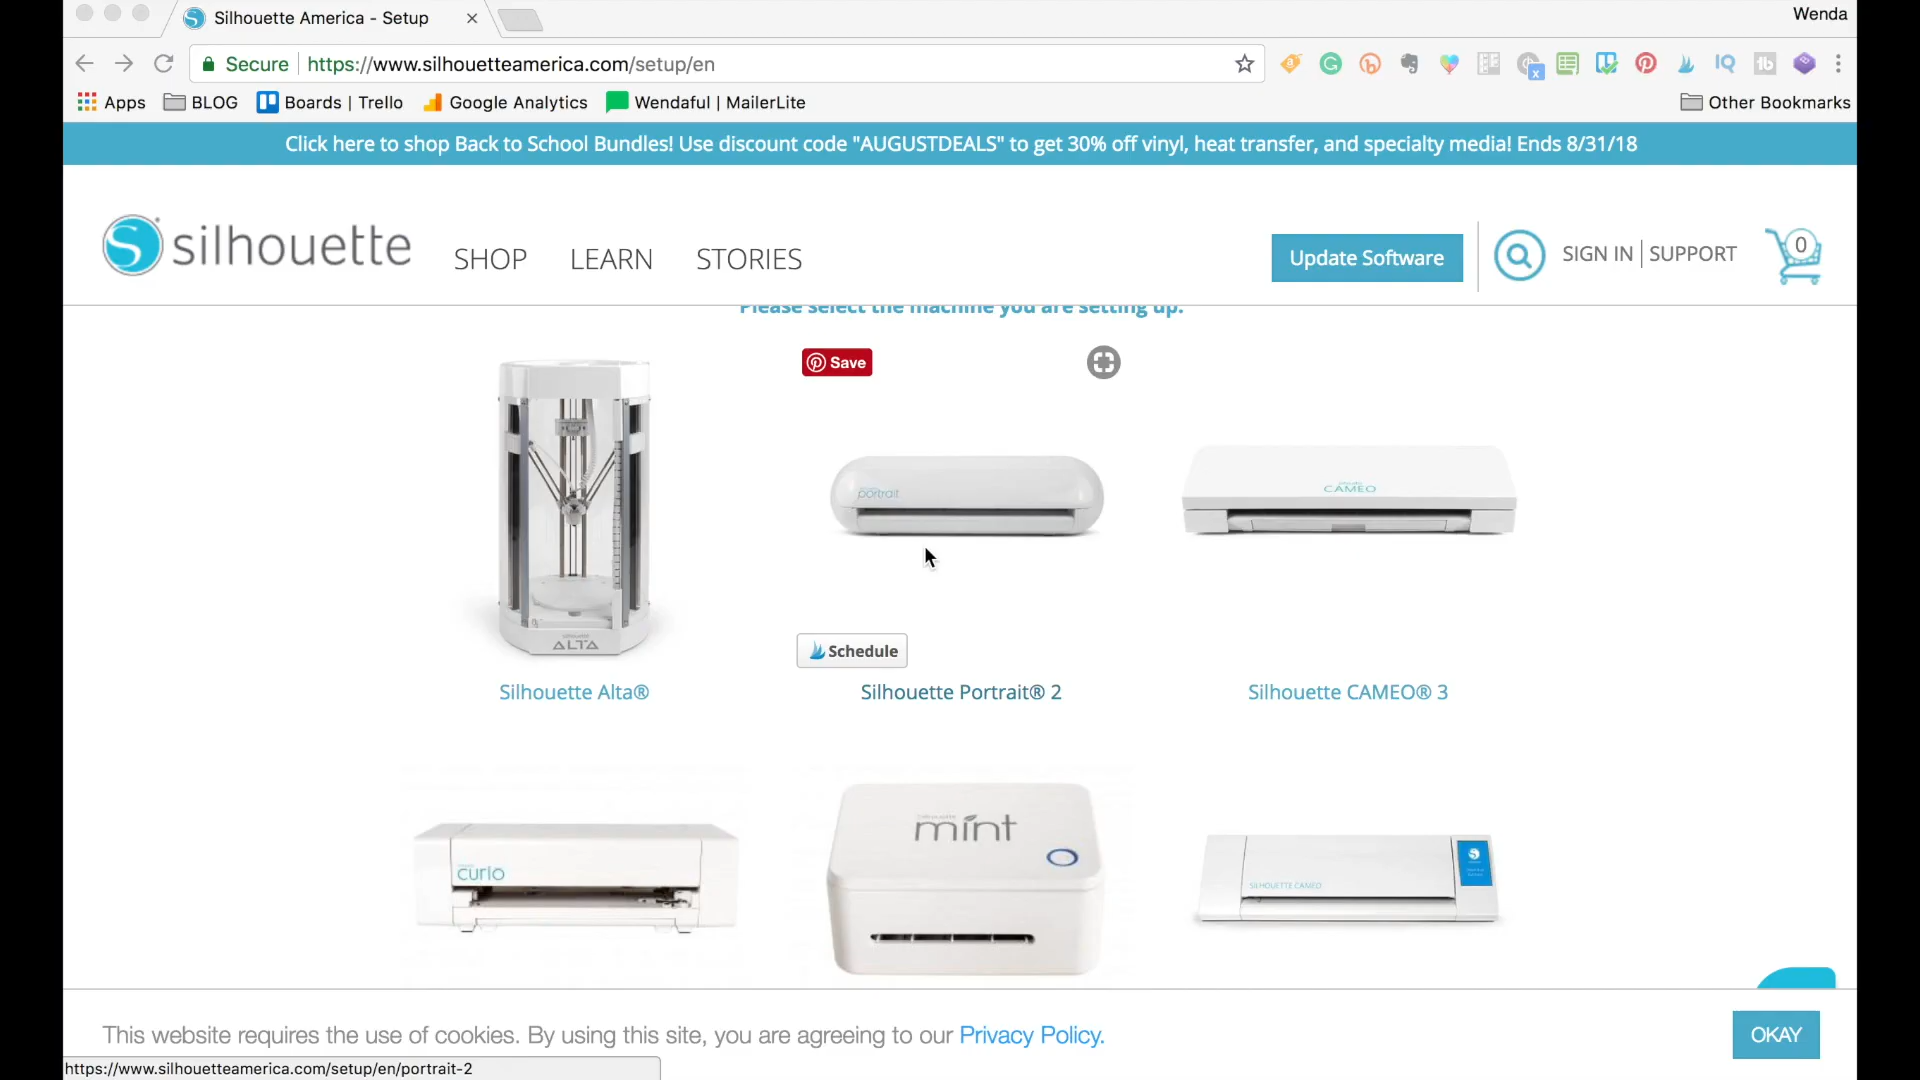 Silhouette America - Setup
Wenda
Secure https://www.silhouetteamerica.com/setup/en
Apps BLOG Boards | Trello Google Analytics Wendaful | MailerLite Other Bookmarks
Click here to shop Back to School Bundles! Use discount code "AUGUSTDEALS" to get 30% off vinyl, heat transfer, and specialty media! Ends 8/31/18
silhouette SHOP LEARN STORIES Update Software SIGN IN | SUPPORT 0
Please select the machine you are setting up.
Save
portrait
CAMEO
ALTA
Schedule
Silhouette Alta® Silhouette Portrait® 2 Silhouette CAMEO® 3
curio
mint
SILHOUETTE CAMEO
This website requires the use of cookies. By using this site, you are agreeing to our Privacy Policy.
OKAY
https://www.silhouetteamerica.com/setup/en/portrait-2